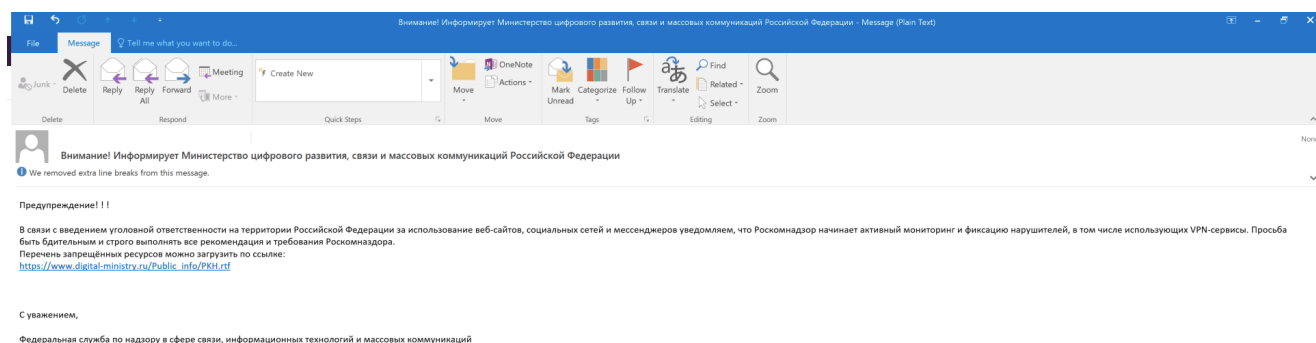 Внимание! Информирует Министерство цифрового развития, связи и массовых коммуникаций Российской Федерации - Message (Plain Text)
File Message Tell me what you want to do...
Junk
Delete
Reply
Reply All
Forward
Meeting
More
Create New
Move
OneNote
Actions
Mark Unread
Categorize
Follow Up
Translate
Find
Related
Select
Zoom
Delete Respond Quick Steps Move Tags Editing Zoom
None
Внимание! Информирует Министерство цифрового развития, связи и массовых коммуникаций Российской Федерации
We removed extra line breaks from this message.
Предупреждение! ! !
В связи с введением уголовной ответственности на территории Российской Федерации за использование веб-сайтов, социальных сетей и мессенджеров уведомляем, что Роскомнадзор начинает активный мониторинг и фиксацию нарушителей, в том числе использующих VPN-сервисы. Просьба
быть бдительным и строго выполнять все рекомендация и требования Роскомназдора.
Перечень запрещённых ресурсов можно загрузить по ссылке:
https://www.digital-ministry.ru/Public_info/PKH.rtf
С уважением,
Федеральная служба по надзору в сфере связи, информационных технологий и массовых коммуникаций